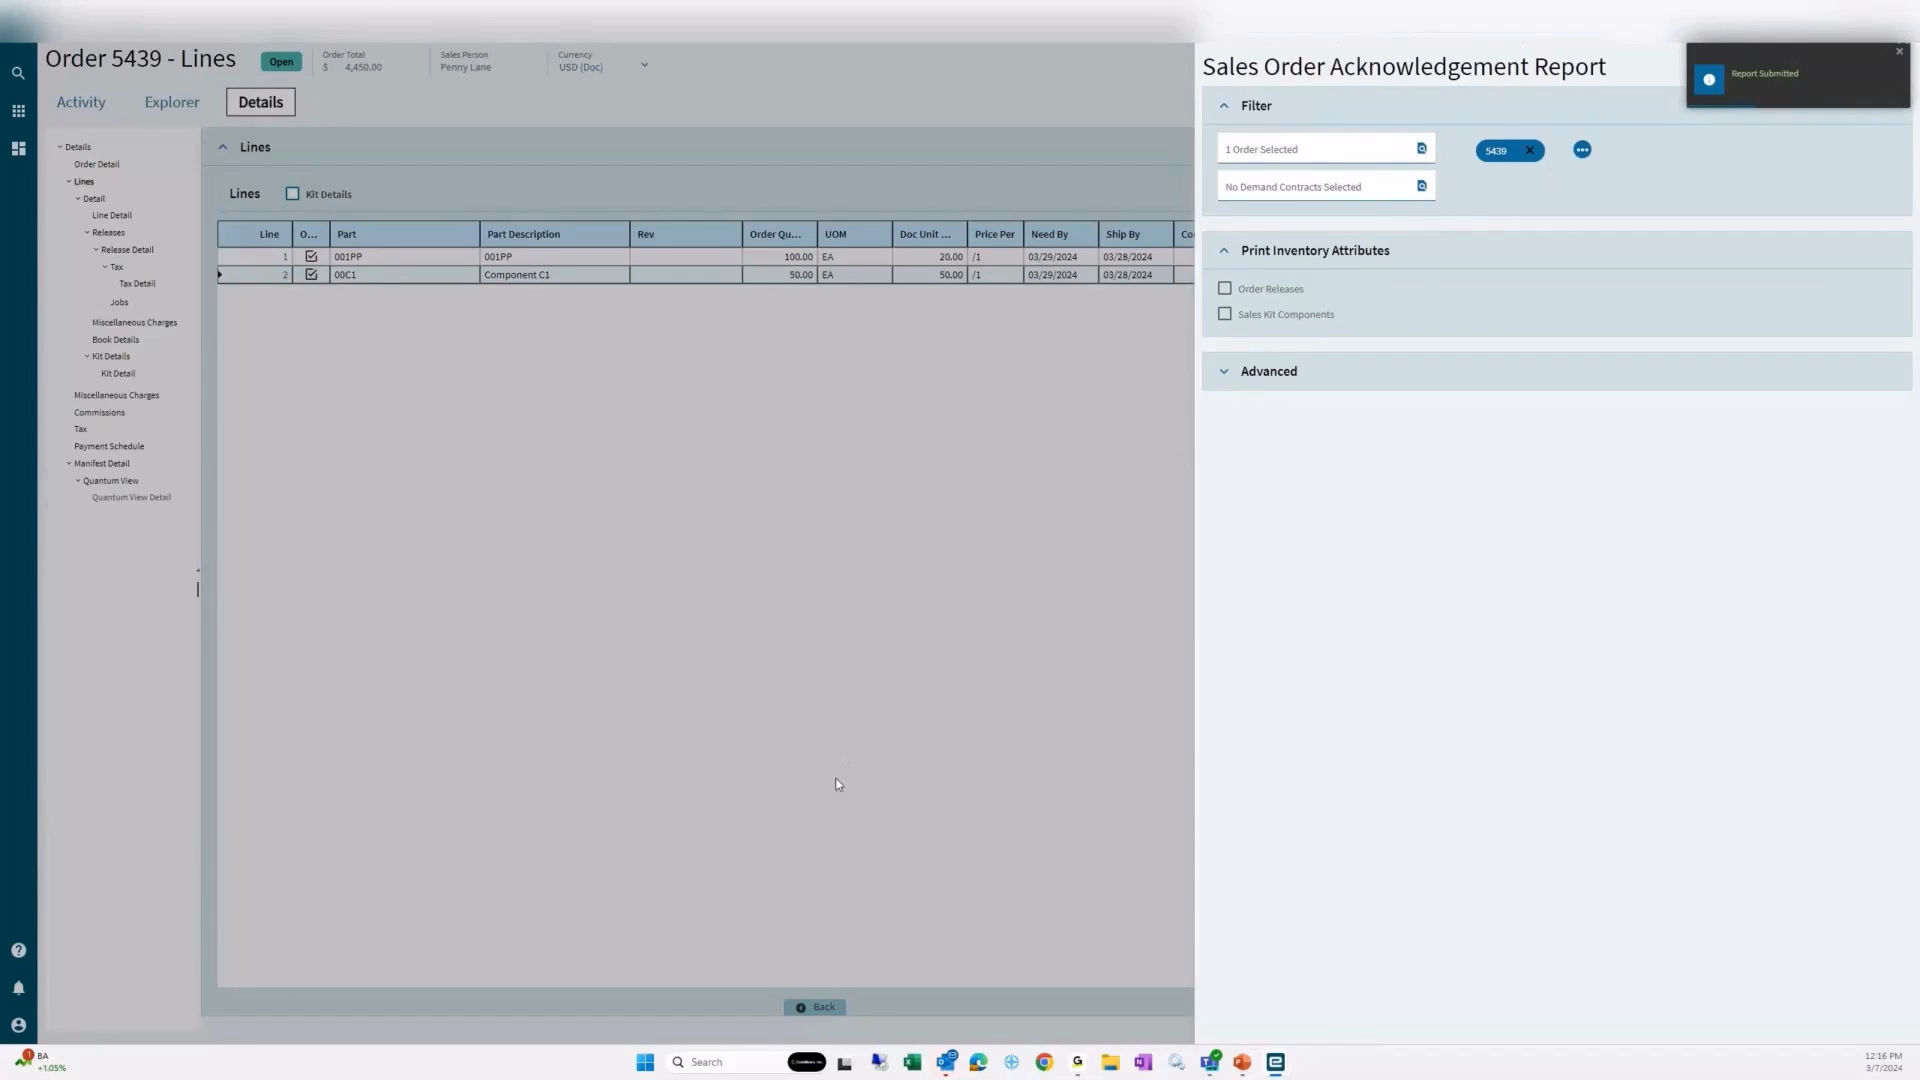 Order 5439 - Lines
Open
Order Total
$ 4,450.00
Sales Person
Penny Lane
Currency
USD (Doc)
Activity
Explorer
Details
Details
Order Detail
Lines
Detail
Line Detail
Releases
Release Detail
Tax
Tax Detail
Jobs
Miscellaneous Charges
Book Details
Kit Details
Kit Detail
Miscellaneous Charges
Commissions
Tax
Payment Schedule
Manifest Detail
Quantum View
Quantum View Detail
Lines
Lines
Kit Details
Line O... Part Part Description Rev Order Qu... UOM Doc Unit ... Price Per Need By Ship By Co
1 001PP 001PP 100.00 EA 20.00 /1 03/29/2024 03/28/2024
2 00C1 Component C1 50.00 EA 50.00 /1 03/29/2024 03/28/2024
Back
Sales Order Acknowledgement Report
Report Submitted
Filter
1 Order Selected
5439
No Demand Contracts Selected
Print Inventory Attributes
Order Releases
Sales Kit Components
Advanced
1
BA
+1.05%
Search
12:16 PM
3/7/2024